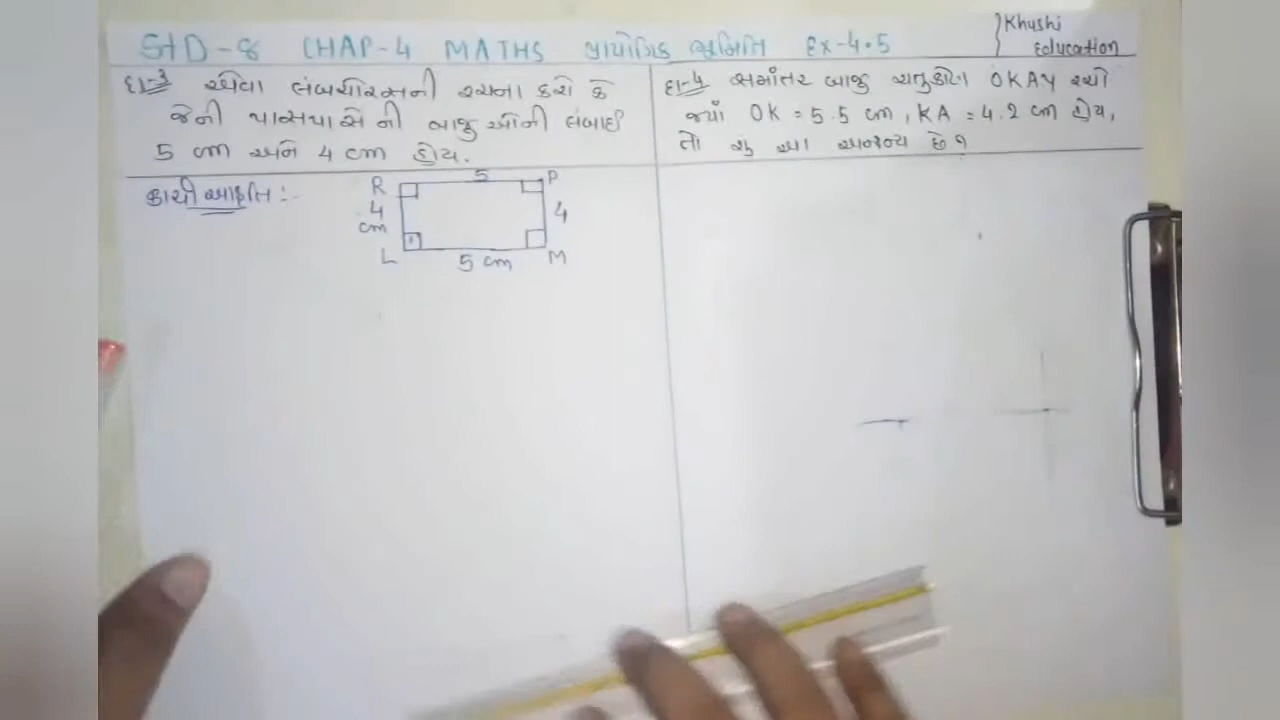 STD-8 CHAP-4 MATHS પ્રાયોગિક ભૂમિતિ Ex-4.5
Khushi
Education
દા-3 એવા લંબચોરસની રચના કરો કે
જેની પાસપાસે ની બાજુ ઓની લંબાઈ
5 cm અને 4 cm હોય.
દા-4 સમાંતર બાજુ ચતુષ્કોણ OKAY રચો
જ્યાં OK = 5.5 cm, KA = 4.2 cm હોય,
તો શું આ અનન્ય છે ?
કાચી આકૃતિ :-
R 5 P
4 4
cm
L 5 cm M